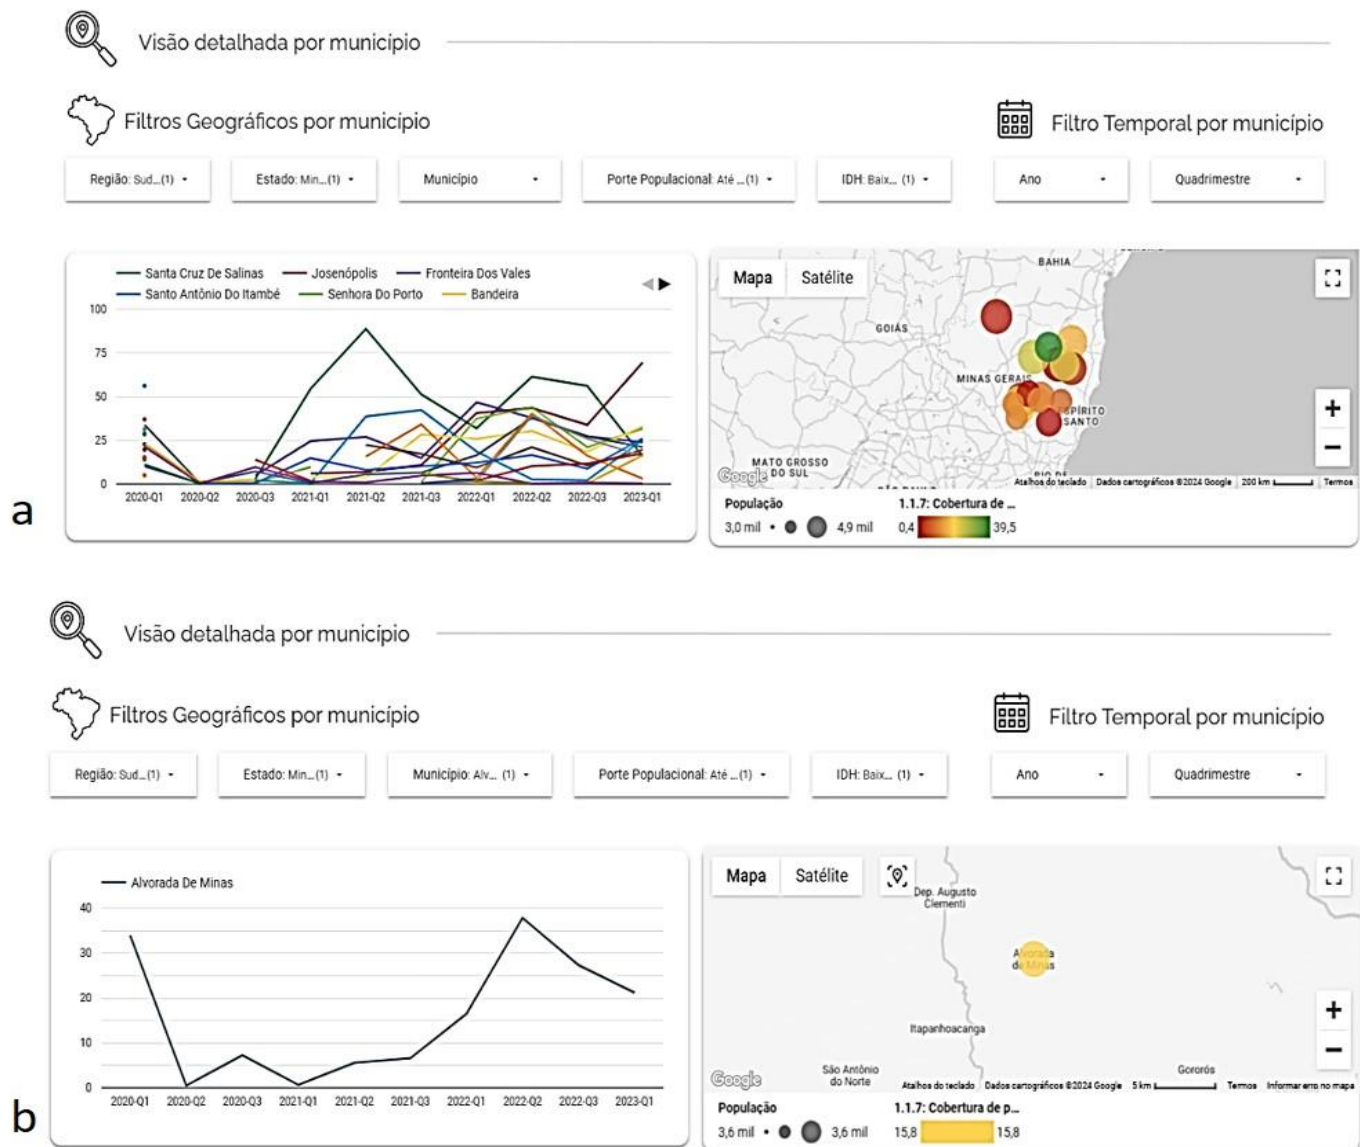 Visão detalhada por município
Filtros Geográficos por município
Filtro Temporal por município
Região: Sud...(1)
Estado: Min...(1)
Município
Porte Populacional: Até ...(1)
IDH: Baix... (1)
Ano
Quadrimestre
Santa Cruz De Salinas
Josenópolis
Fronteira Dos Vales
Santo Antônio Do Itambé
Senhora Do Porto
Bandeira
100
75
50
25
0
2020-Q1 2020-Q2 2020-Q3 2021-Q1 2021-Q2 2021-Q3 2022-Q1 2022-Q2 2022-Q3 2023-Q1
a
Mapa
Satélite
BAHIA
GOIÁS
MINAS GERAIS
SPÍRITO
SANTO
MATO GROSSO
DO SUL
Google
Atalhos do teclado
Dados cartográficos ©2024 Google
200 km
Termos
População
3,0 mil
4,9 mil
1.1.7: Cobertura de ...
0,4
39,5
Visão detalhada por município
Filtros Geográficos por município
Filtro Temporal por município
Região: Sud...(1)
Estado: Min...(1)
Município: Alv... (1)
Porte Populacional: Até ...(1)
IDH: Baix... (1)
Ano
Quadrimestre
Alvorada De Minas
40
30
20
10
0
2020-Q1 2020-Q2 2020-Q3 2021-Q1 2021-Q2 2021-Q3 2022-Q1 2022-Q2 2022-Q3 2023-Q1
b
Mapa
Satélite
Dep. Augusto
Clementi
Alvorada
de Minas
Itapanhoacanga
São Antônio
do Norte
Gororós
Google
Atalhos do teclado
Dados cartográficos ©2024 Google
5 km
Termos
Informar erro no mapa
População
3,6 mil
3,6 mil
1.1.7: Cobertura de p...
15,8
15,8